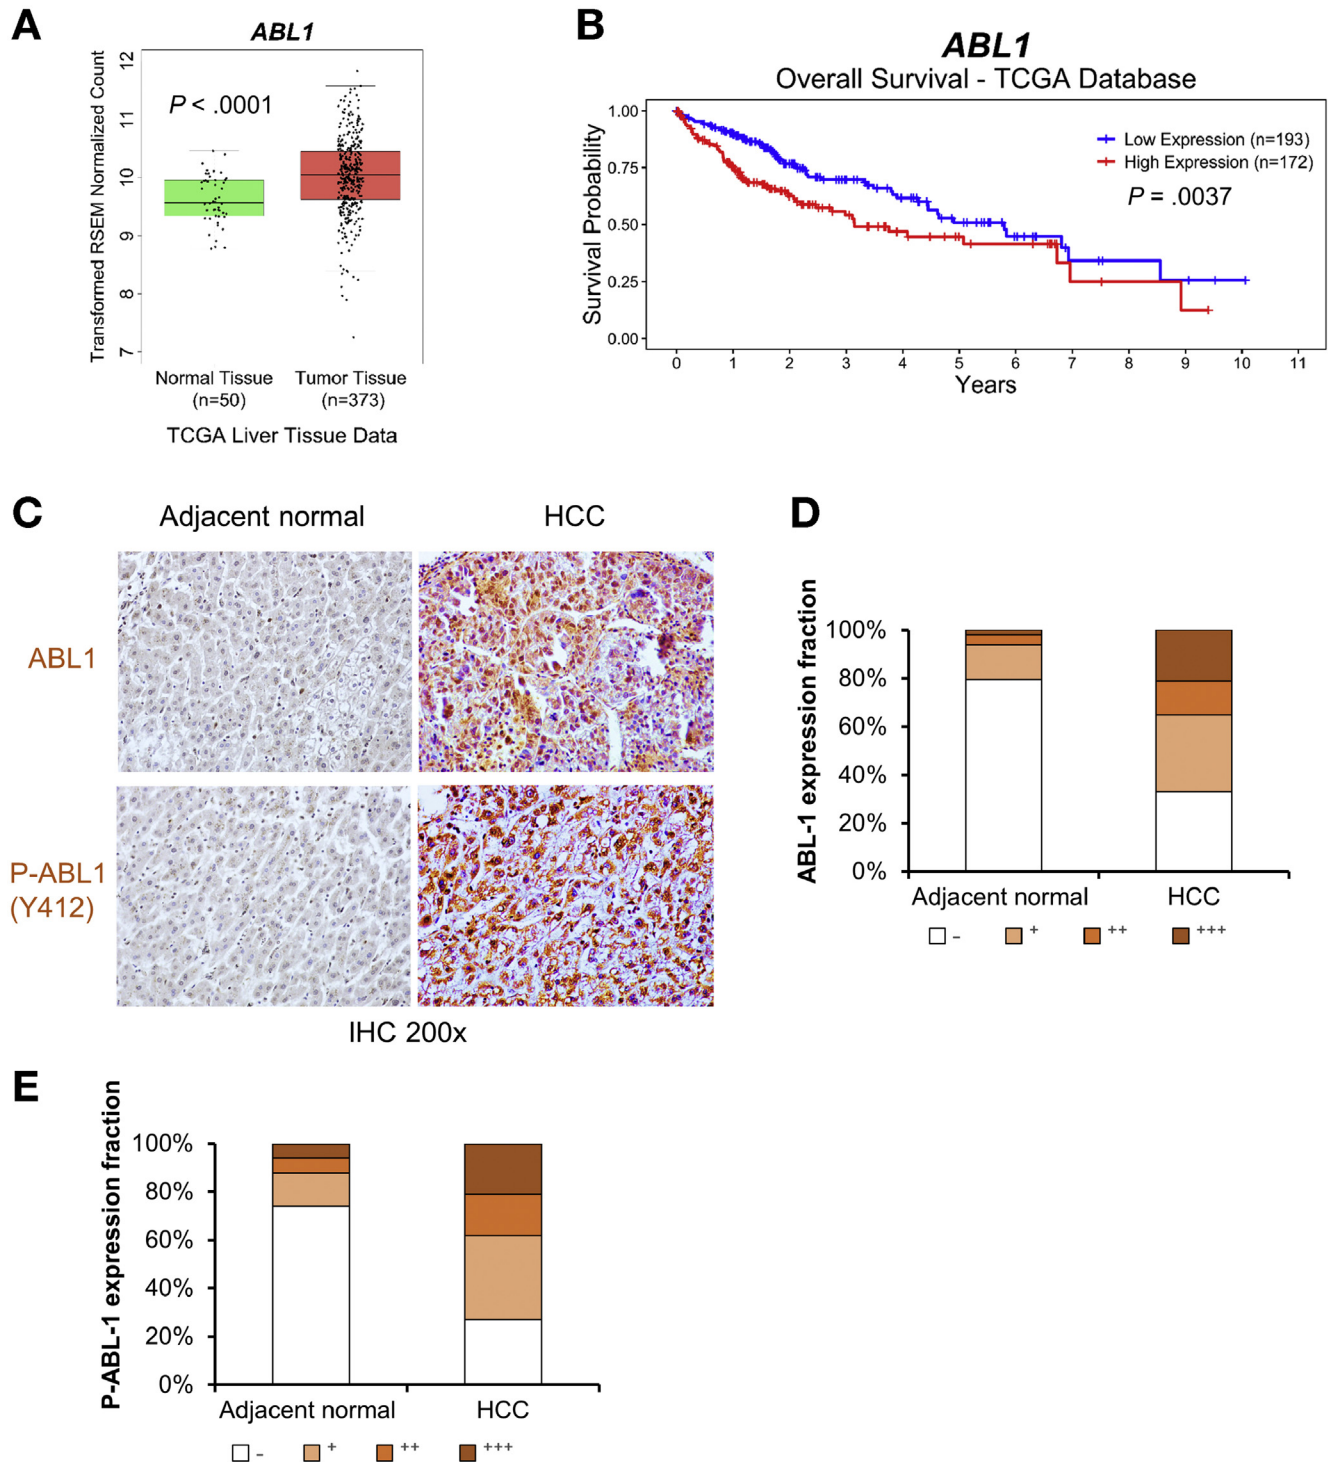 A
ABL1
Transformed RSEM Normalized Count
12
11
10
9
8
7
P < .0001
Normal Tissue
(n=50)
Tumor Tissue
(n=373)
TCGA Liver Tissue Data
B
ABL1
Overall Survival - TCGA Database
Survival Probability
1.00
0.75
0.50
0.25
0.00
Low Expression (n=193)
High Expression (n=172)
P = .0037
0 1 2 3 4 5 6 7 8 9 10 11
Years
C
Adjacent normal
HCC
ABL1
P-ABL1
(Y412)
IHC 200x
D
ABL-1 expression fraction
100%
80%
60%
40%
20%
0%
Adjacent normal
HCC
- + ++ +++
E
P-ABL-1 expression fraction
100%
80%
60%
40%
20%
0%
Adjacent normal
HCC
- + ++ +++